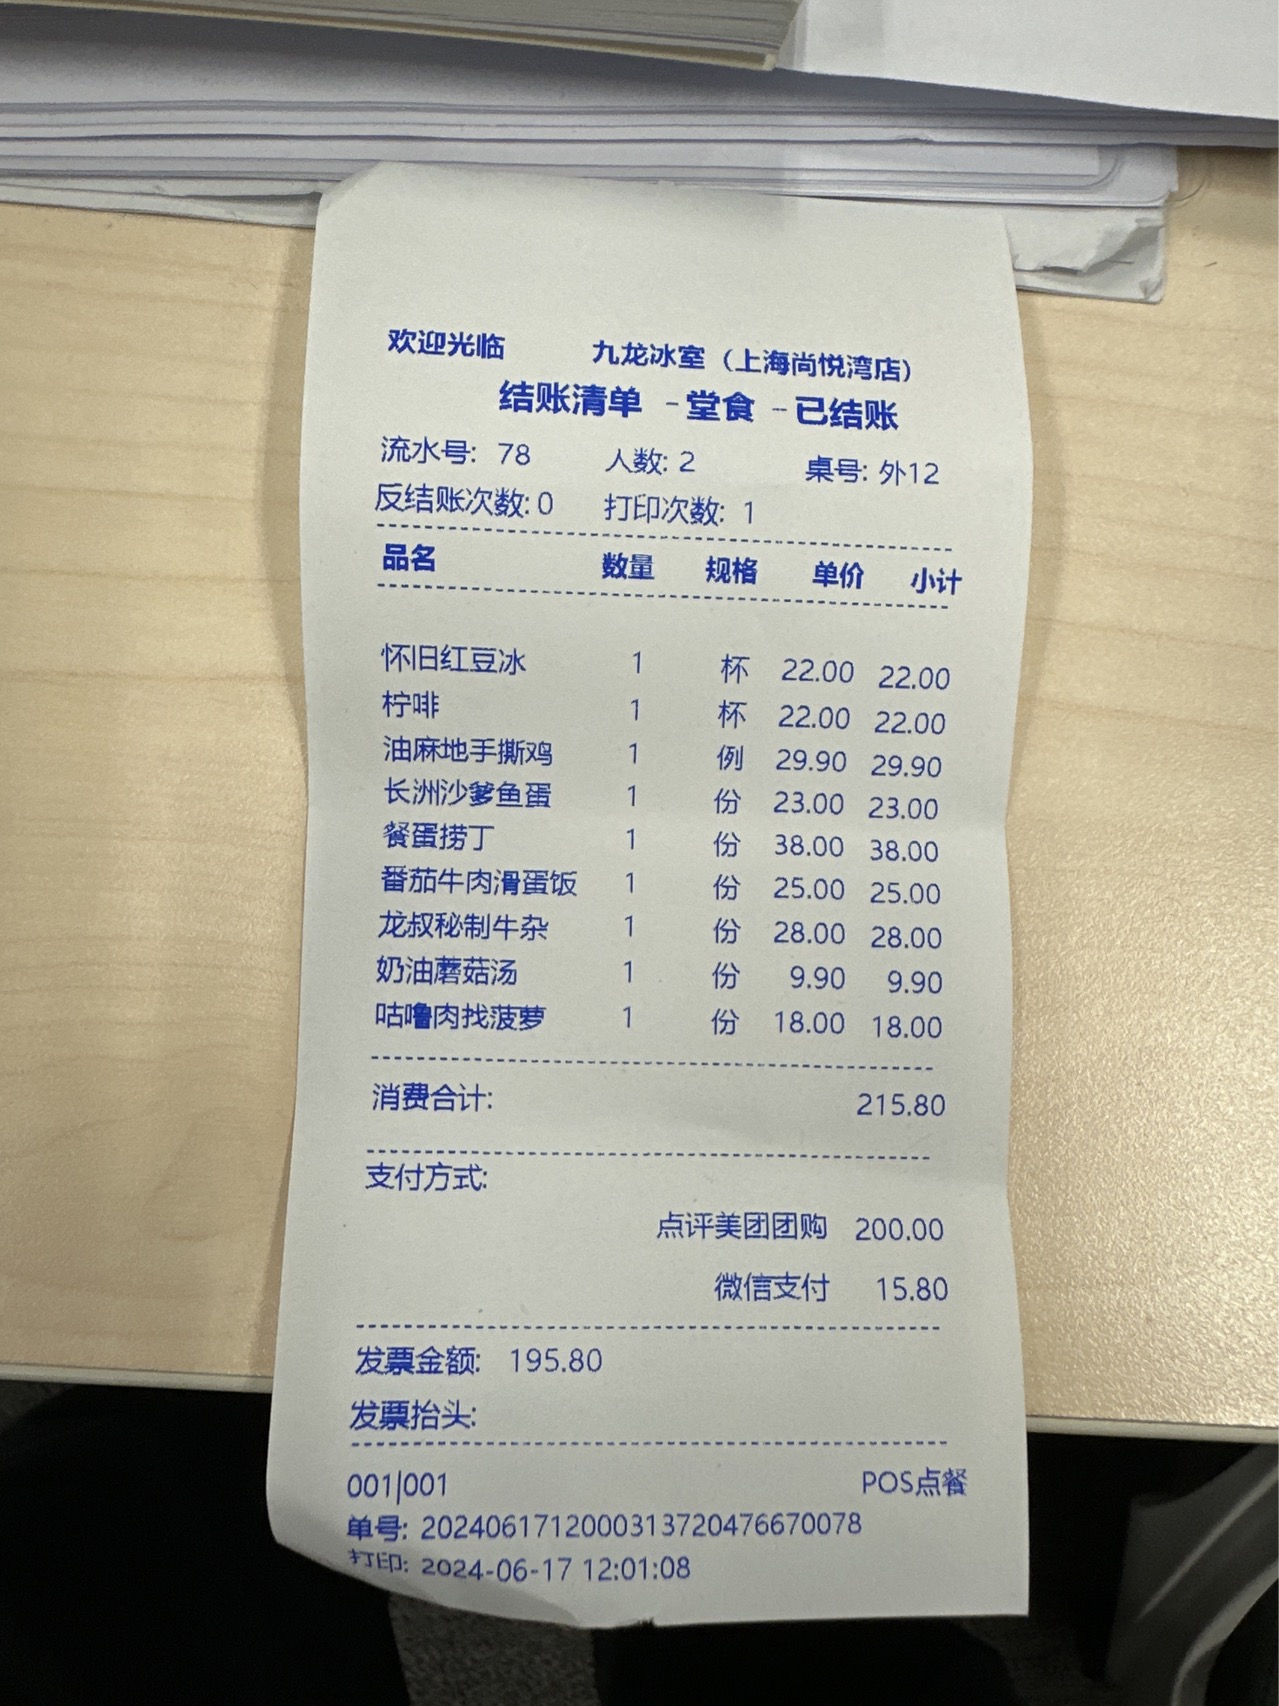 欢迎光临 九龙冰室（上海尚悦湾店）
结账清单 -堂食 -已结账
流水号: 78 人数: 2 桌号: 外12
反结账次数: 0 打印次数: 1
品名 数量 规格 单价 小计
怀旧红豆冰 1 杯 22.00 22.00
柠啡 1 杯 22.00 22.00
油麻地手撕鸡 1 例 29.90 29.90
长洲沙爹鱼蛋 1 份 23.00 23.00
餐蛋捞丁 1 份 38.00 38.00
番茄牛肉滑蛋饭 1 份 25.00 25.00
龙叔秘制牛杂 1 份 28.00 28.00
奶油蘑菇汤 1 份 9.90 9.90
咕噜肉找菠萝 1 份 18.00 18.00
消费合计: 215.80
支付方式:
点评美团团购 200.00
微信支付 15.80
发票金额: 195.80
发票抬头:
001|001 POS点餐
单号: 2024061712000313720476670078
打印: 2024-06-17 12:01:08